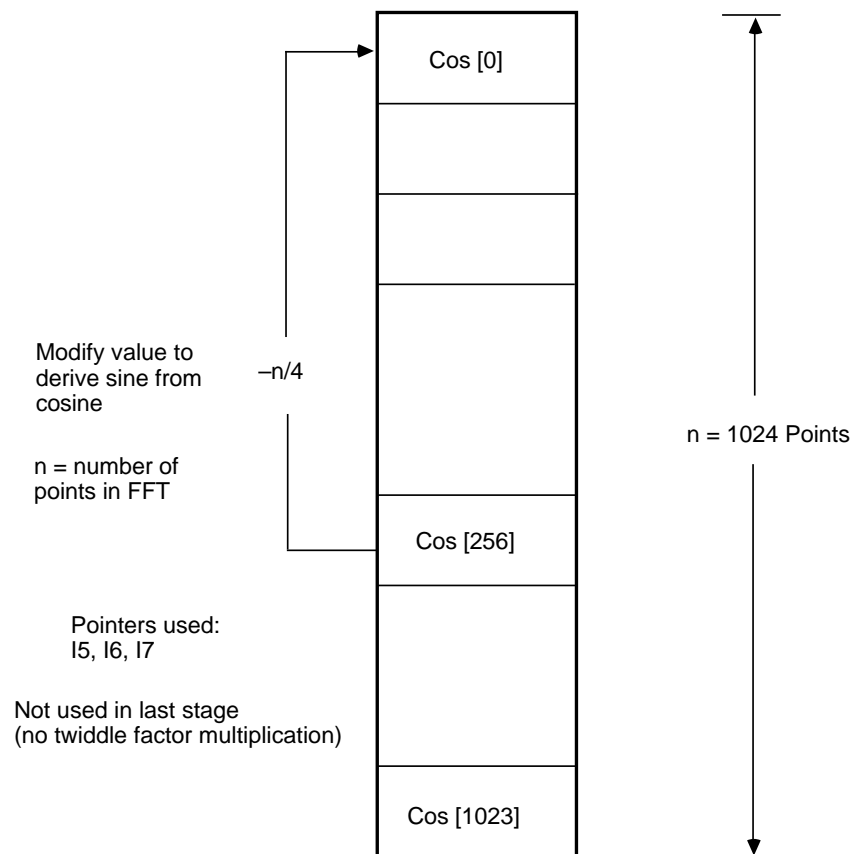 Cos [0]
Modify value to
derive sine from
cosine
–n/4
n = 1024 Points
n = number of
points in FFT
Cos [256]
Pointers used:
I5, I6, I7
Not used in last stage
(no twiddle factor multiplication)
Cos [1023]